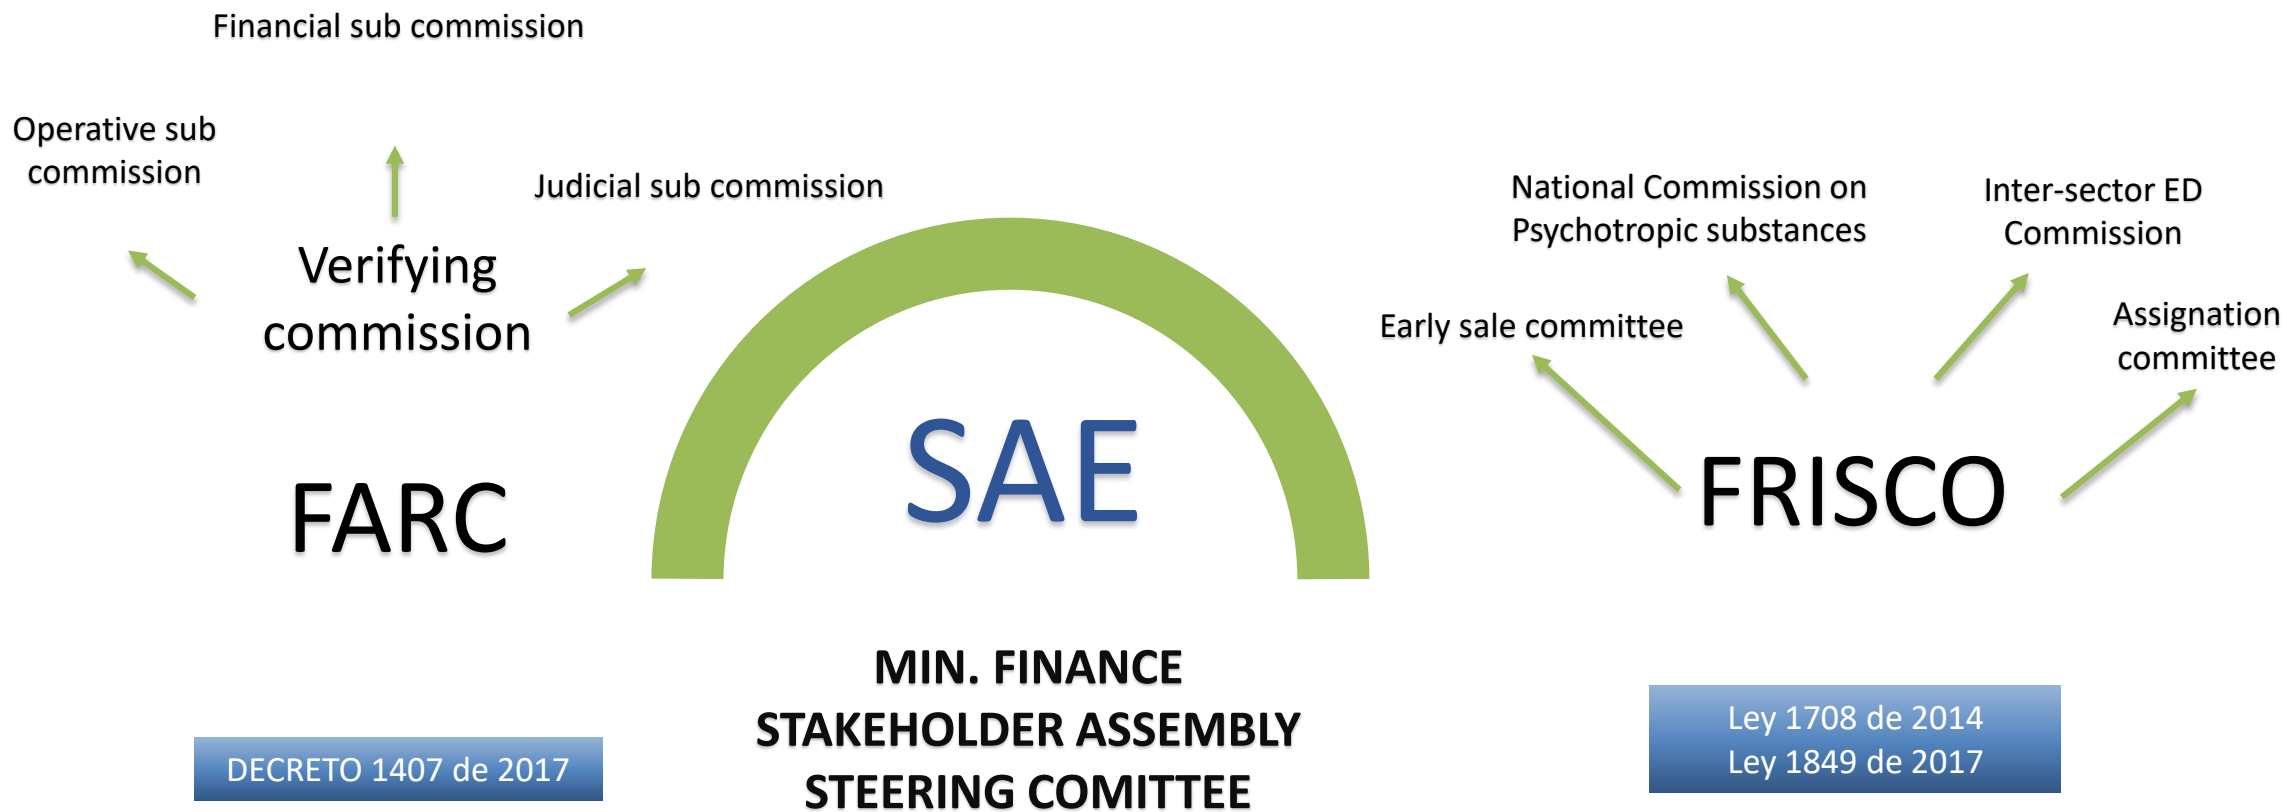 Financial sub commission
Operative sub
commission
Judicial sub commission
Verifying
commission
FARC
DECRETO 1407 de 2017
SAE
MIN. FINANCE
STAKEHOLDER ASSEMBLY
STEERING COMITTEE
National Commission on
Psychotropic substances
Inter-sector ED
Commission
Early sale committee
Assignation
committee
FRISCO
Ley 1708 de 2014
Ley 1849 de 2017